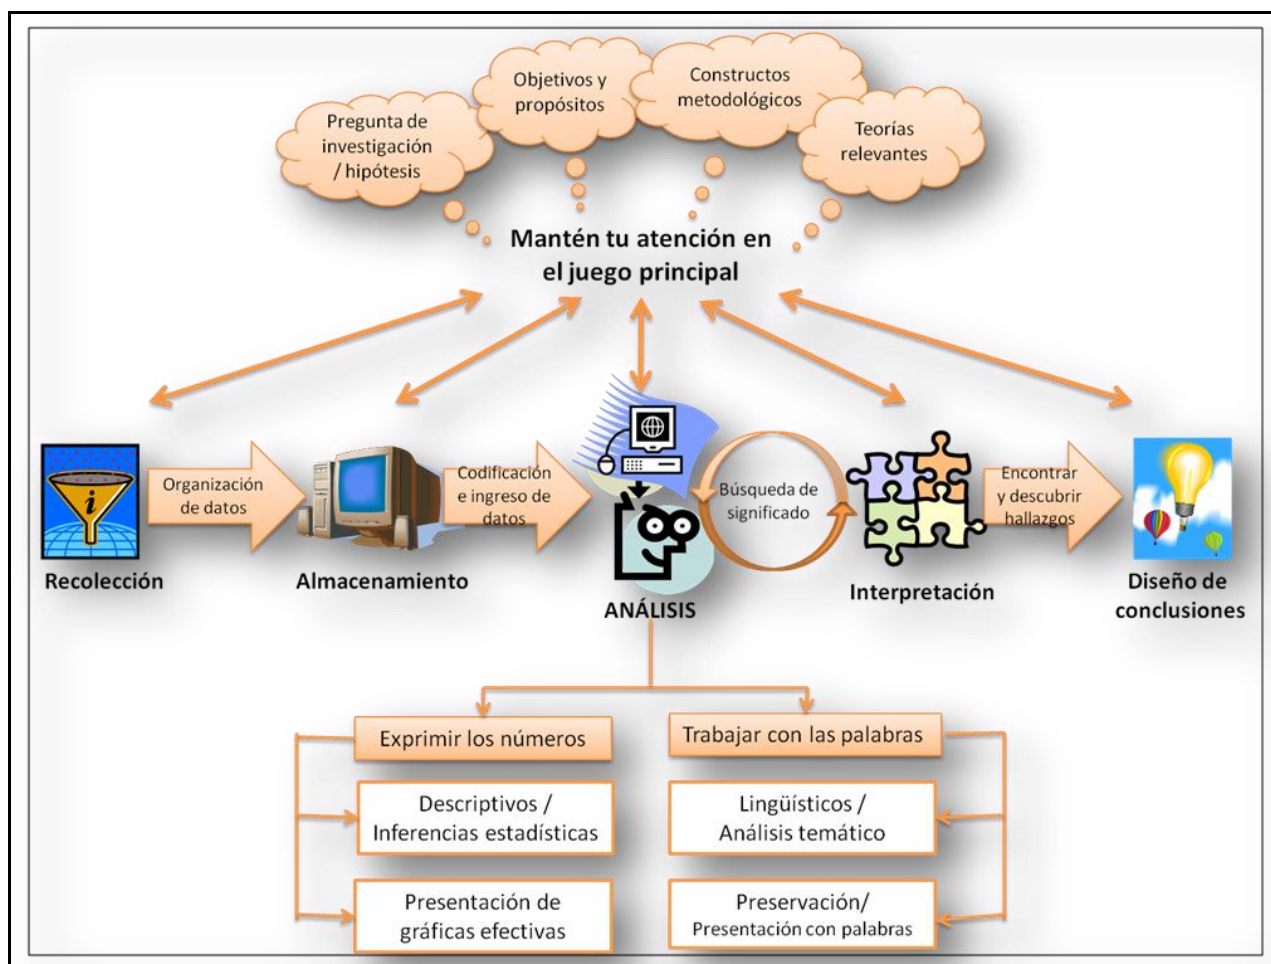 Pregunta de
investigación
/ hipótesis
Objetivos y
propósitos
Constructos
metodológicos
Teorías
relevantes
Mantén tu atención en
el juego principal
Organización
de datos
Codificación
e ingreso de
datos
Búsqueda de
significado
Encontrar
y descubrir
hallazgos
i
Recolección
Almacenamiento
ANÁLISIS
Interpretación
Diseño de
conclusiones
Exprimir los números
Descriptivos /
Inferencias estadísticas
Presentación de
gráficas efectivas
Trabajar con las palabras
Lingüísticos /
Análisis temático
Preservación/
Presentación con palabras